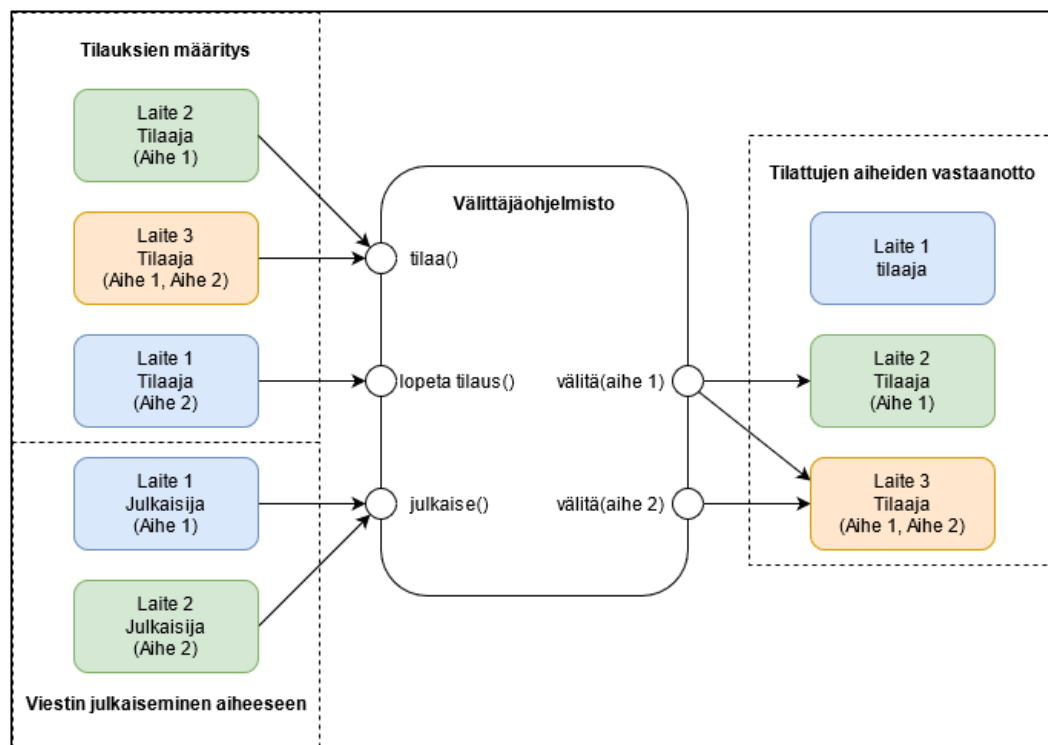 Tilauksien määritys
Laite 2
Tilaaja
(Aihe 1)
Laite 3
Tilaaja
(Aihe 1, Aihe 2)
Laite 1
Tilaaja
(Aihe 2)
Laite 1
Julkaisija
(Aihe 1)
Laite 2
Julkaisija
(Aihe 2)
Viestin julkaiseminen aiheeseen
Välittäjäohjelmisto
tilaa()
lopeta tilaus()
välitä(aihe 1)
julkaise()
välitä(aihe 2)
Tilattujen aiheiden vastaanotto
Laite 1
tilaaja
Laite 2
Tilaaja
(Aihe 1)
Laite 3
Tilaaja
(Aihe 1, Aihe 2)